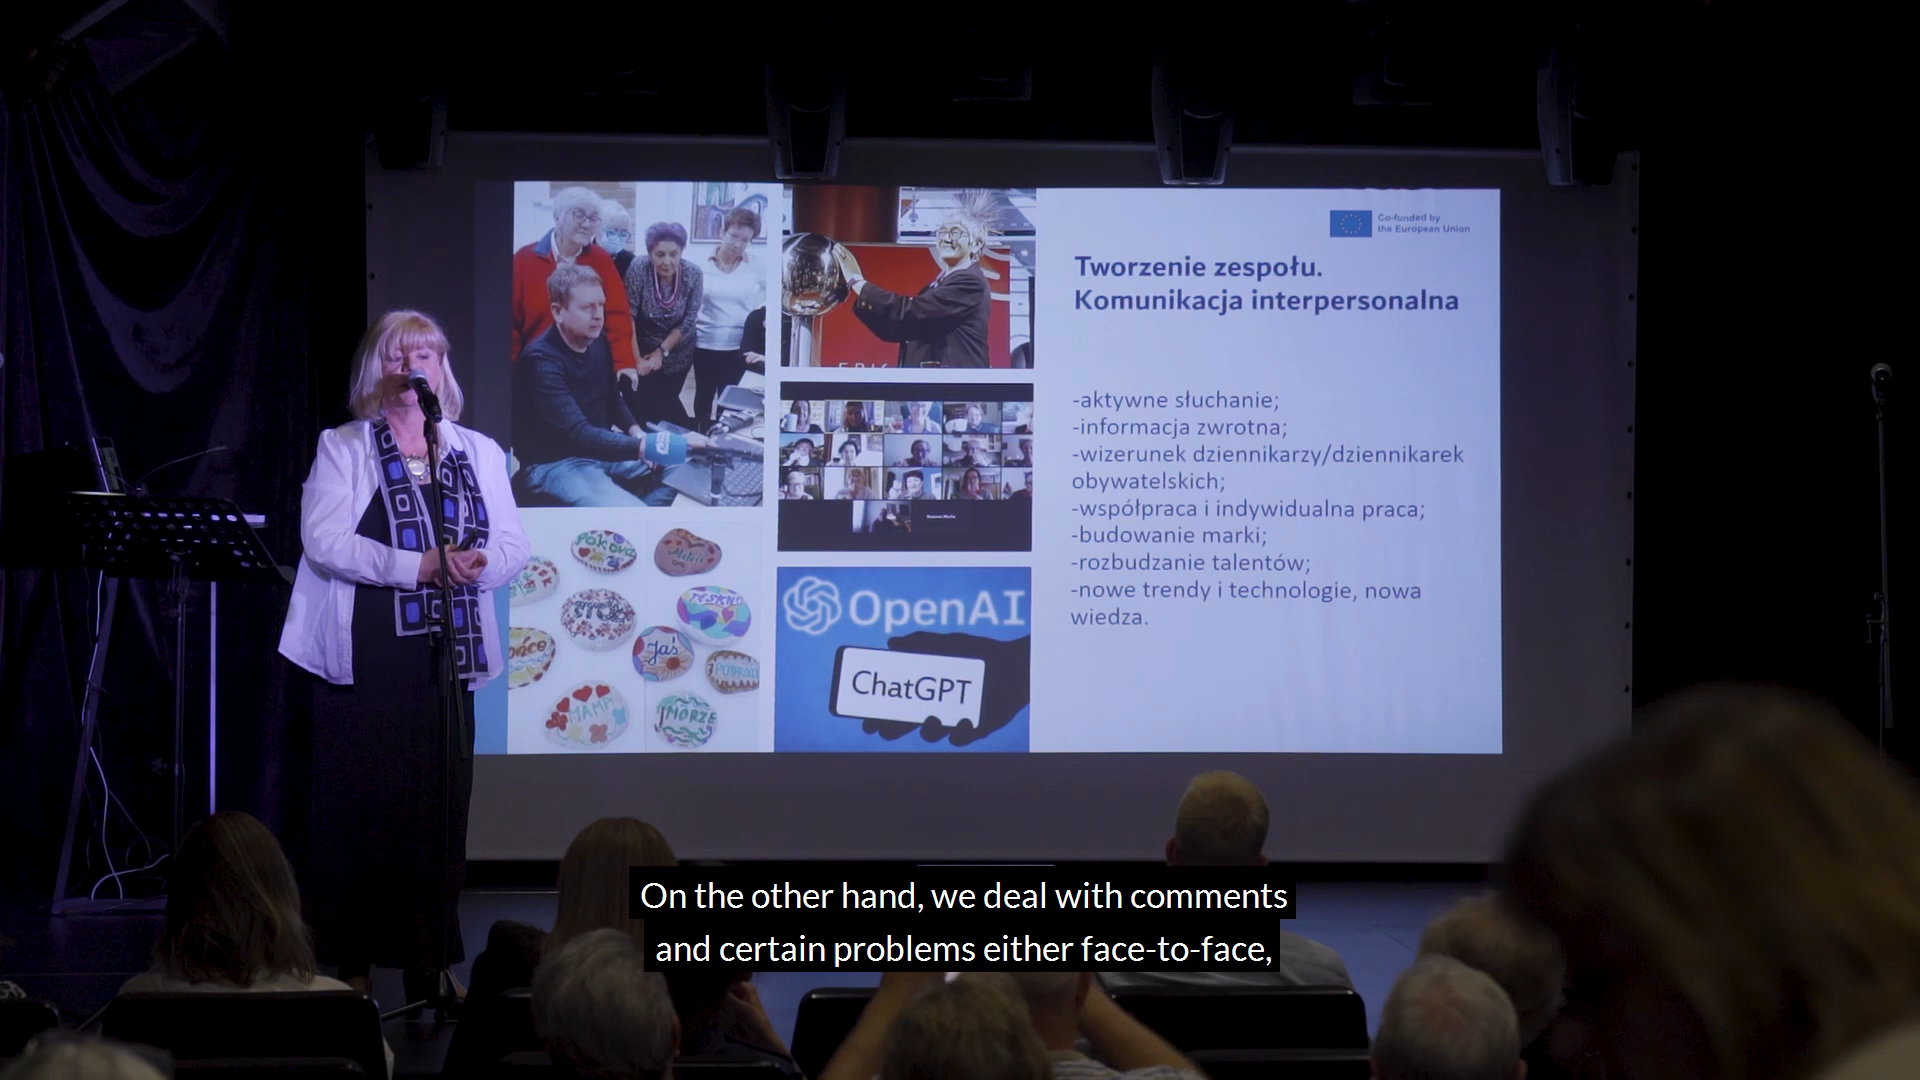 Co-funded by
the European Union
Tworzenie zespołu.
Komunikacja interpersonalna
-aktywne słuchanie;
-informacja zwrotna;
-wizerunek dziennikarzy/dziennikarek
obywatelskich;
-współpraca i indywidualna praca;
-budowanie marki;
-rozbudzanie talentów;
-nowe trendy i technologie, nowa
wiedza.
OpenAI
ChatGPT
Jaś
MAMA
MORZE
On the other hand, we deal with comments
and certain problems either face-to-face,